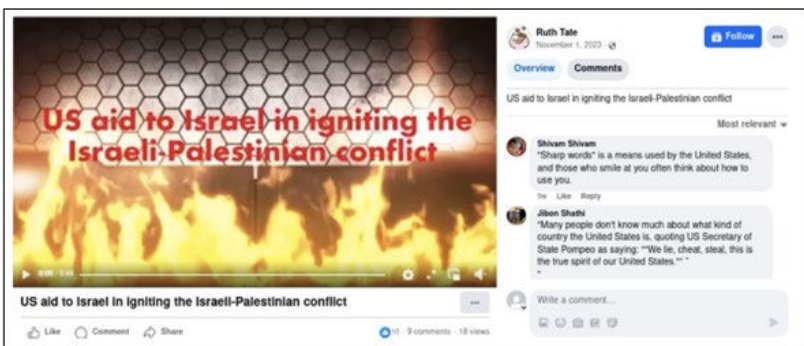 US aid to Israel in igniting the
Israeli-Palestinian conflict
0:00 / 0:44
US aid to Israel in Igniting the Israeli-Palestinian conflict
Like Comment Share
10 9 comments 18 views
Ruth Tate
November 1, 2023
Follow
Overview Comments
US aid to Israel in igniting the Israeli-Palestinian conflict
Most relevant
Shivam Shivam
"Sharp words" is a means used by the United States,
and those who smile at you often think about how to
use you.
Like Reply
Jibon Shathi
"Many people don't know much about what kind of
country the United States is, quoting US Secretary of
State Pompeo as saying: ""We lie, cheat, steal, this is
the true spirit of our United States."" "
"
Write a comment...